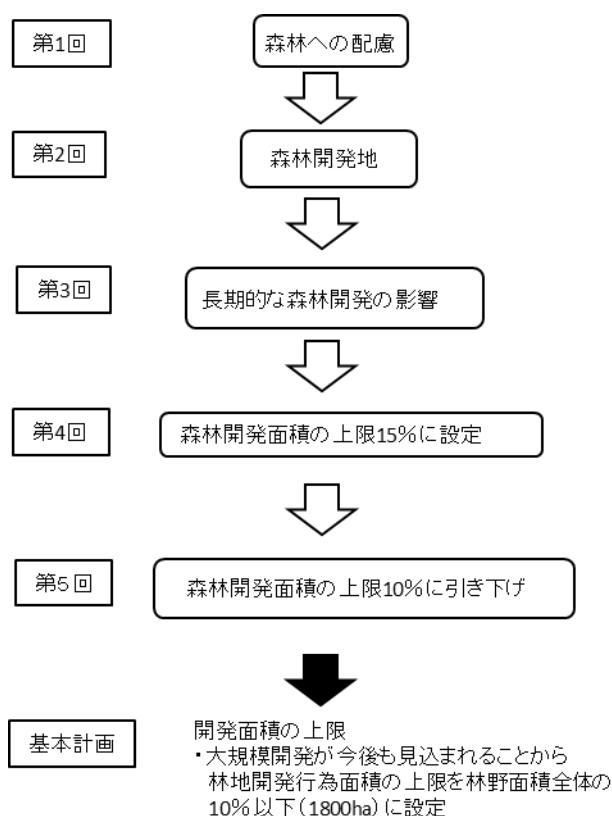 第1回
森林への配慮
第2回
森林開発地
第3回
長期的な森林開発の影響
第4回
森林開発面積の上限15％に設定
第5回
森林開発面積の上限10％に引き下げ
基本計画
開発面積の上限
・大規模開発が今後も見込まれることから
林地開発行為面積の上限を林野面積全体の
10％以下（1800ha）に設定